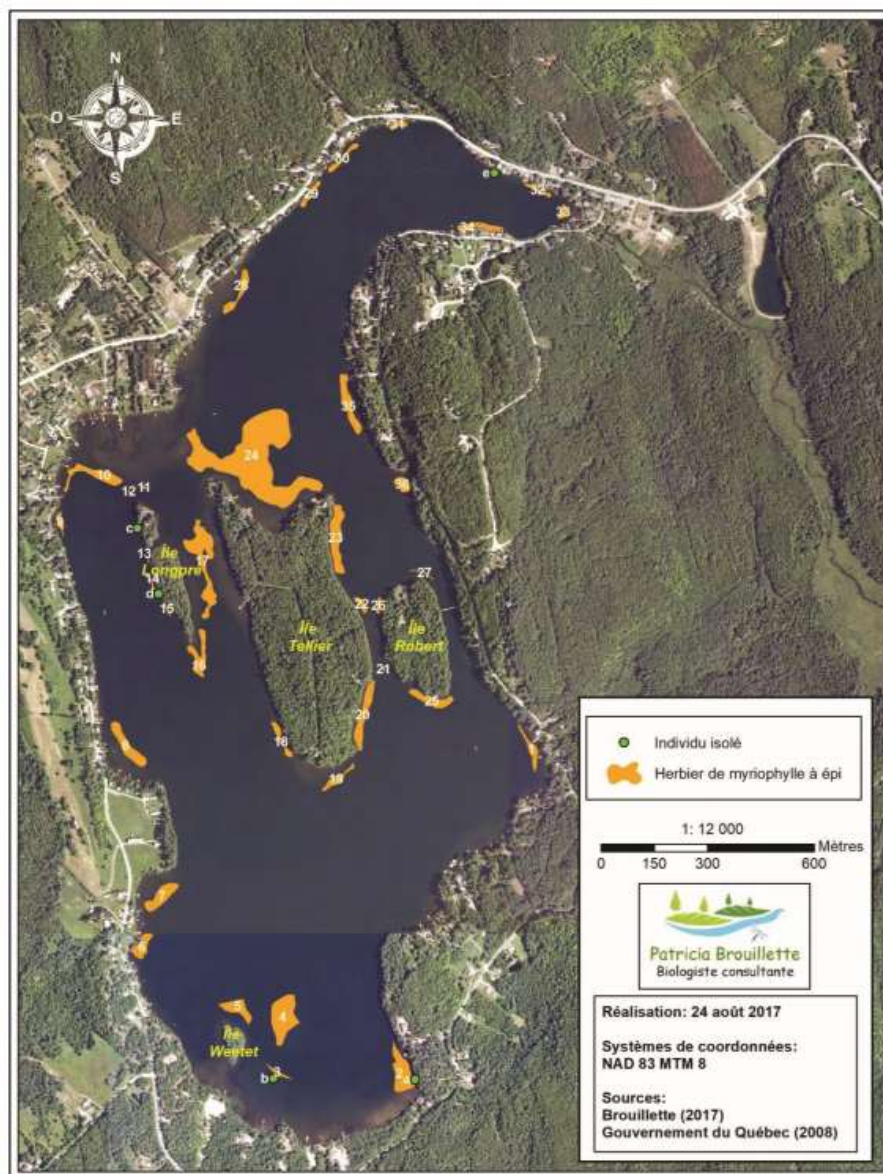 N
O
E
S
31
30
29
e
32
33
34
28
35
24
10
11
12
36
9
c
23
13
17
Île
Longpré
14
d
15
27
22
26
Île
Tellier
Île
Robert
16
21
25
20
18
8
1
19
7
6
5
4
Île
Wentet
b
3
2
a
Individu isolé
Herbier de myriophylle à épi
1: 12 000
Mètres
0 150 300 600
Patricia Brouillette
Biologiste consultante
Réalisation: 24 août 2017
Systèmes de coordonnées:
NAD 83 MTM 8
Sources:
Brouillette (2017)
Gouvernement du Québec (2008)